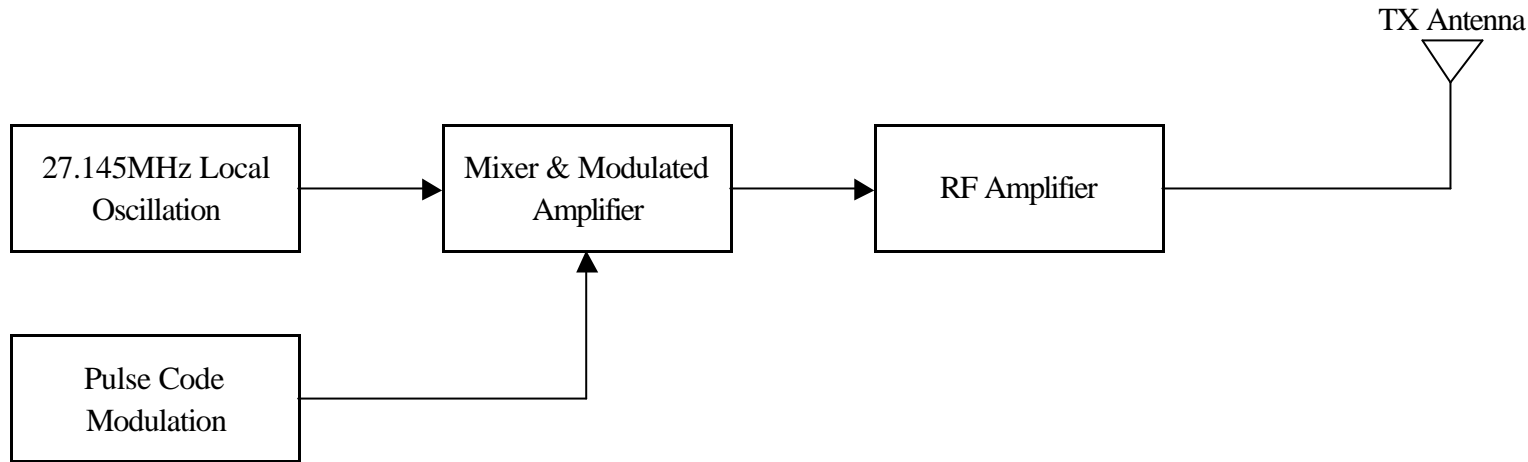 TX Antenna
27.145MHz Local
Oscillation
Mixer & Modulated
Amplifier
RF Amplifier
Pulse Code
Modulation